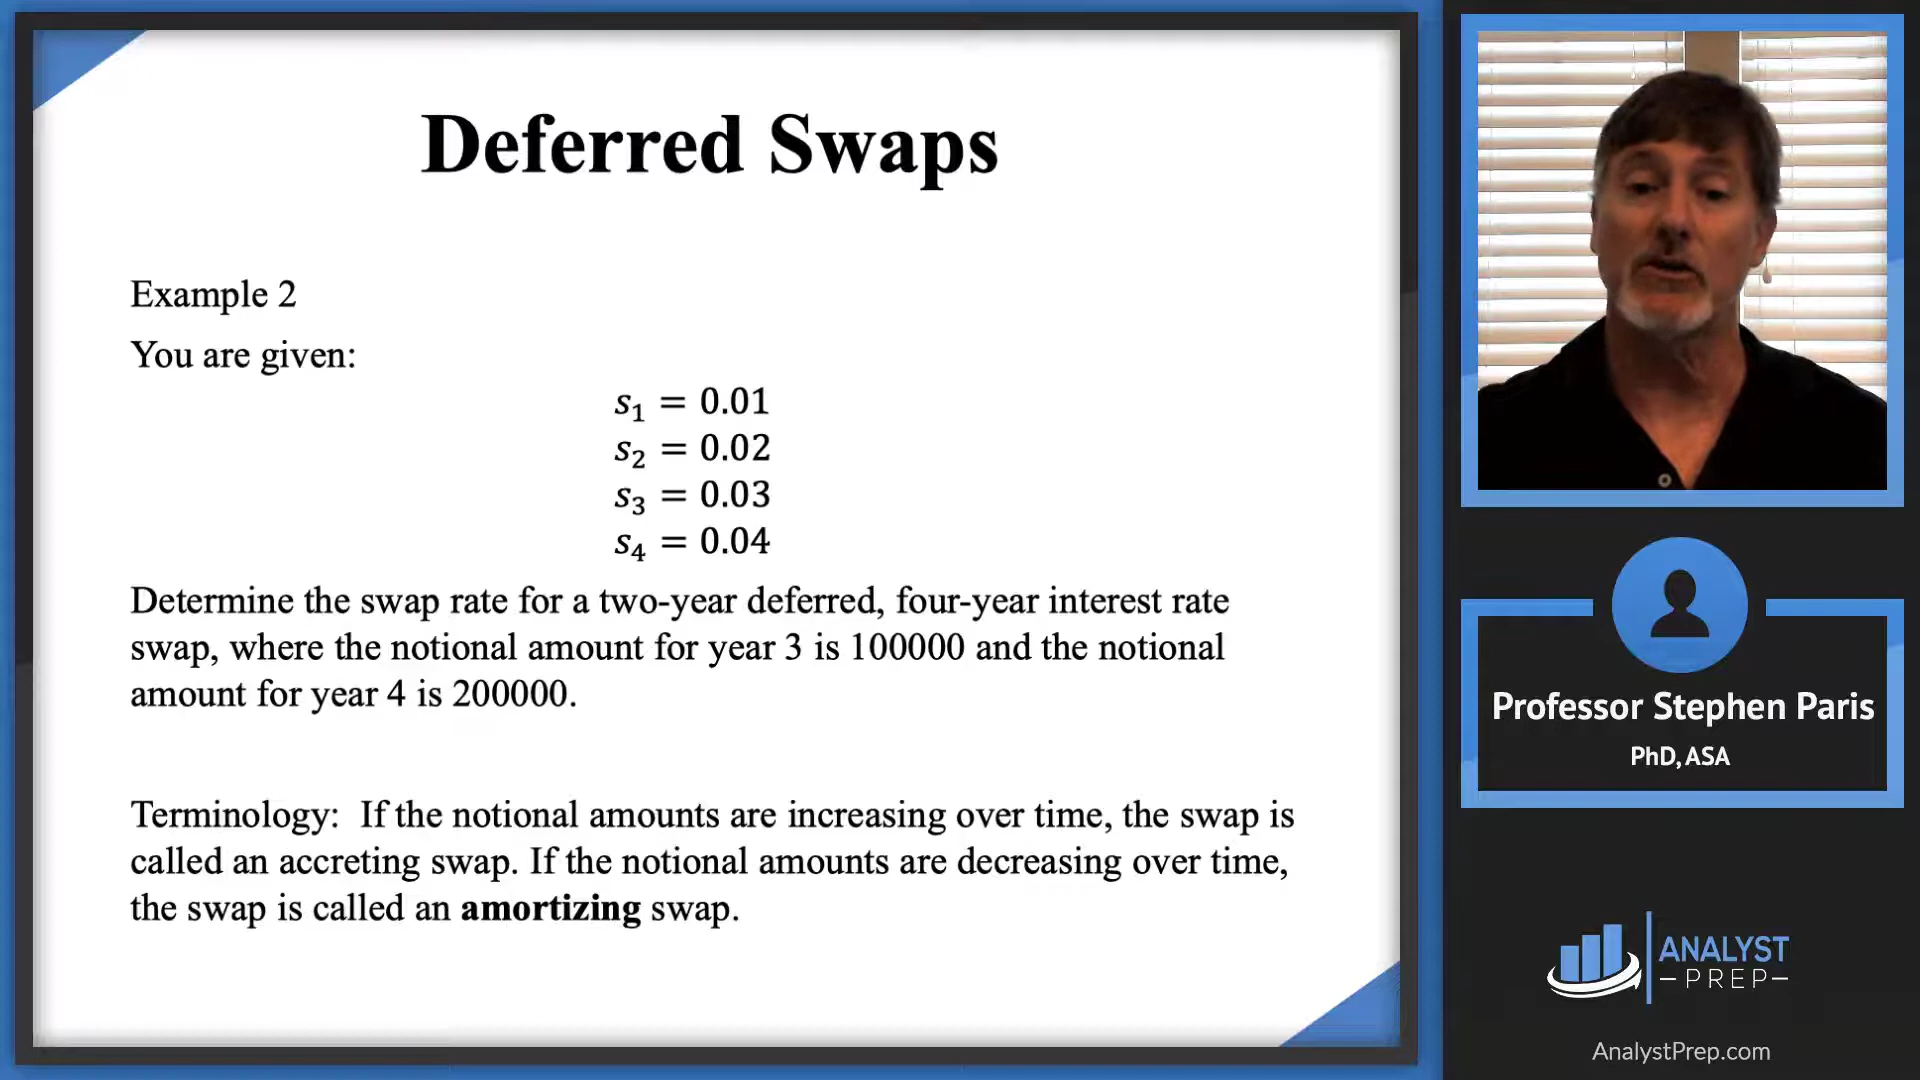 Deferred Swaps
Example 2
You are given:
s₁ = 0.01
s₂ = 0.02
s₃ = 0.03
s₄ = 0.04
Determine the swap rate for a two-year deferred, four-year interest rate
swap, where the notional amount for year 3 is 100000 and the notional
amount for year 4 is 200000.
Terminology:  If the notional amounts are increasing over time, the swap is
called an accreting swap. If the notional amounts are decreasing over time,
the swap is called an amortizing swap.
Professor Stephen Paris
PhD, ASA
ANALYST
PREP
AnalystPrep.com